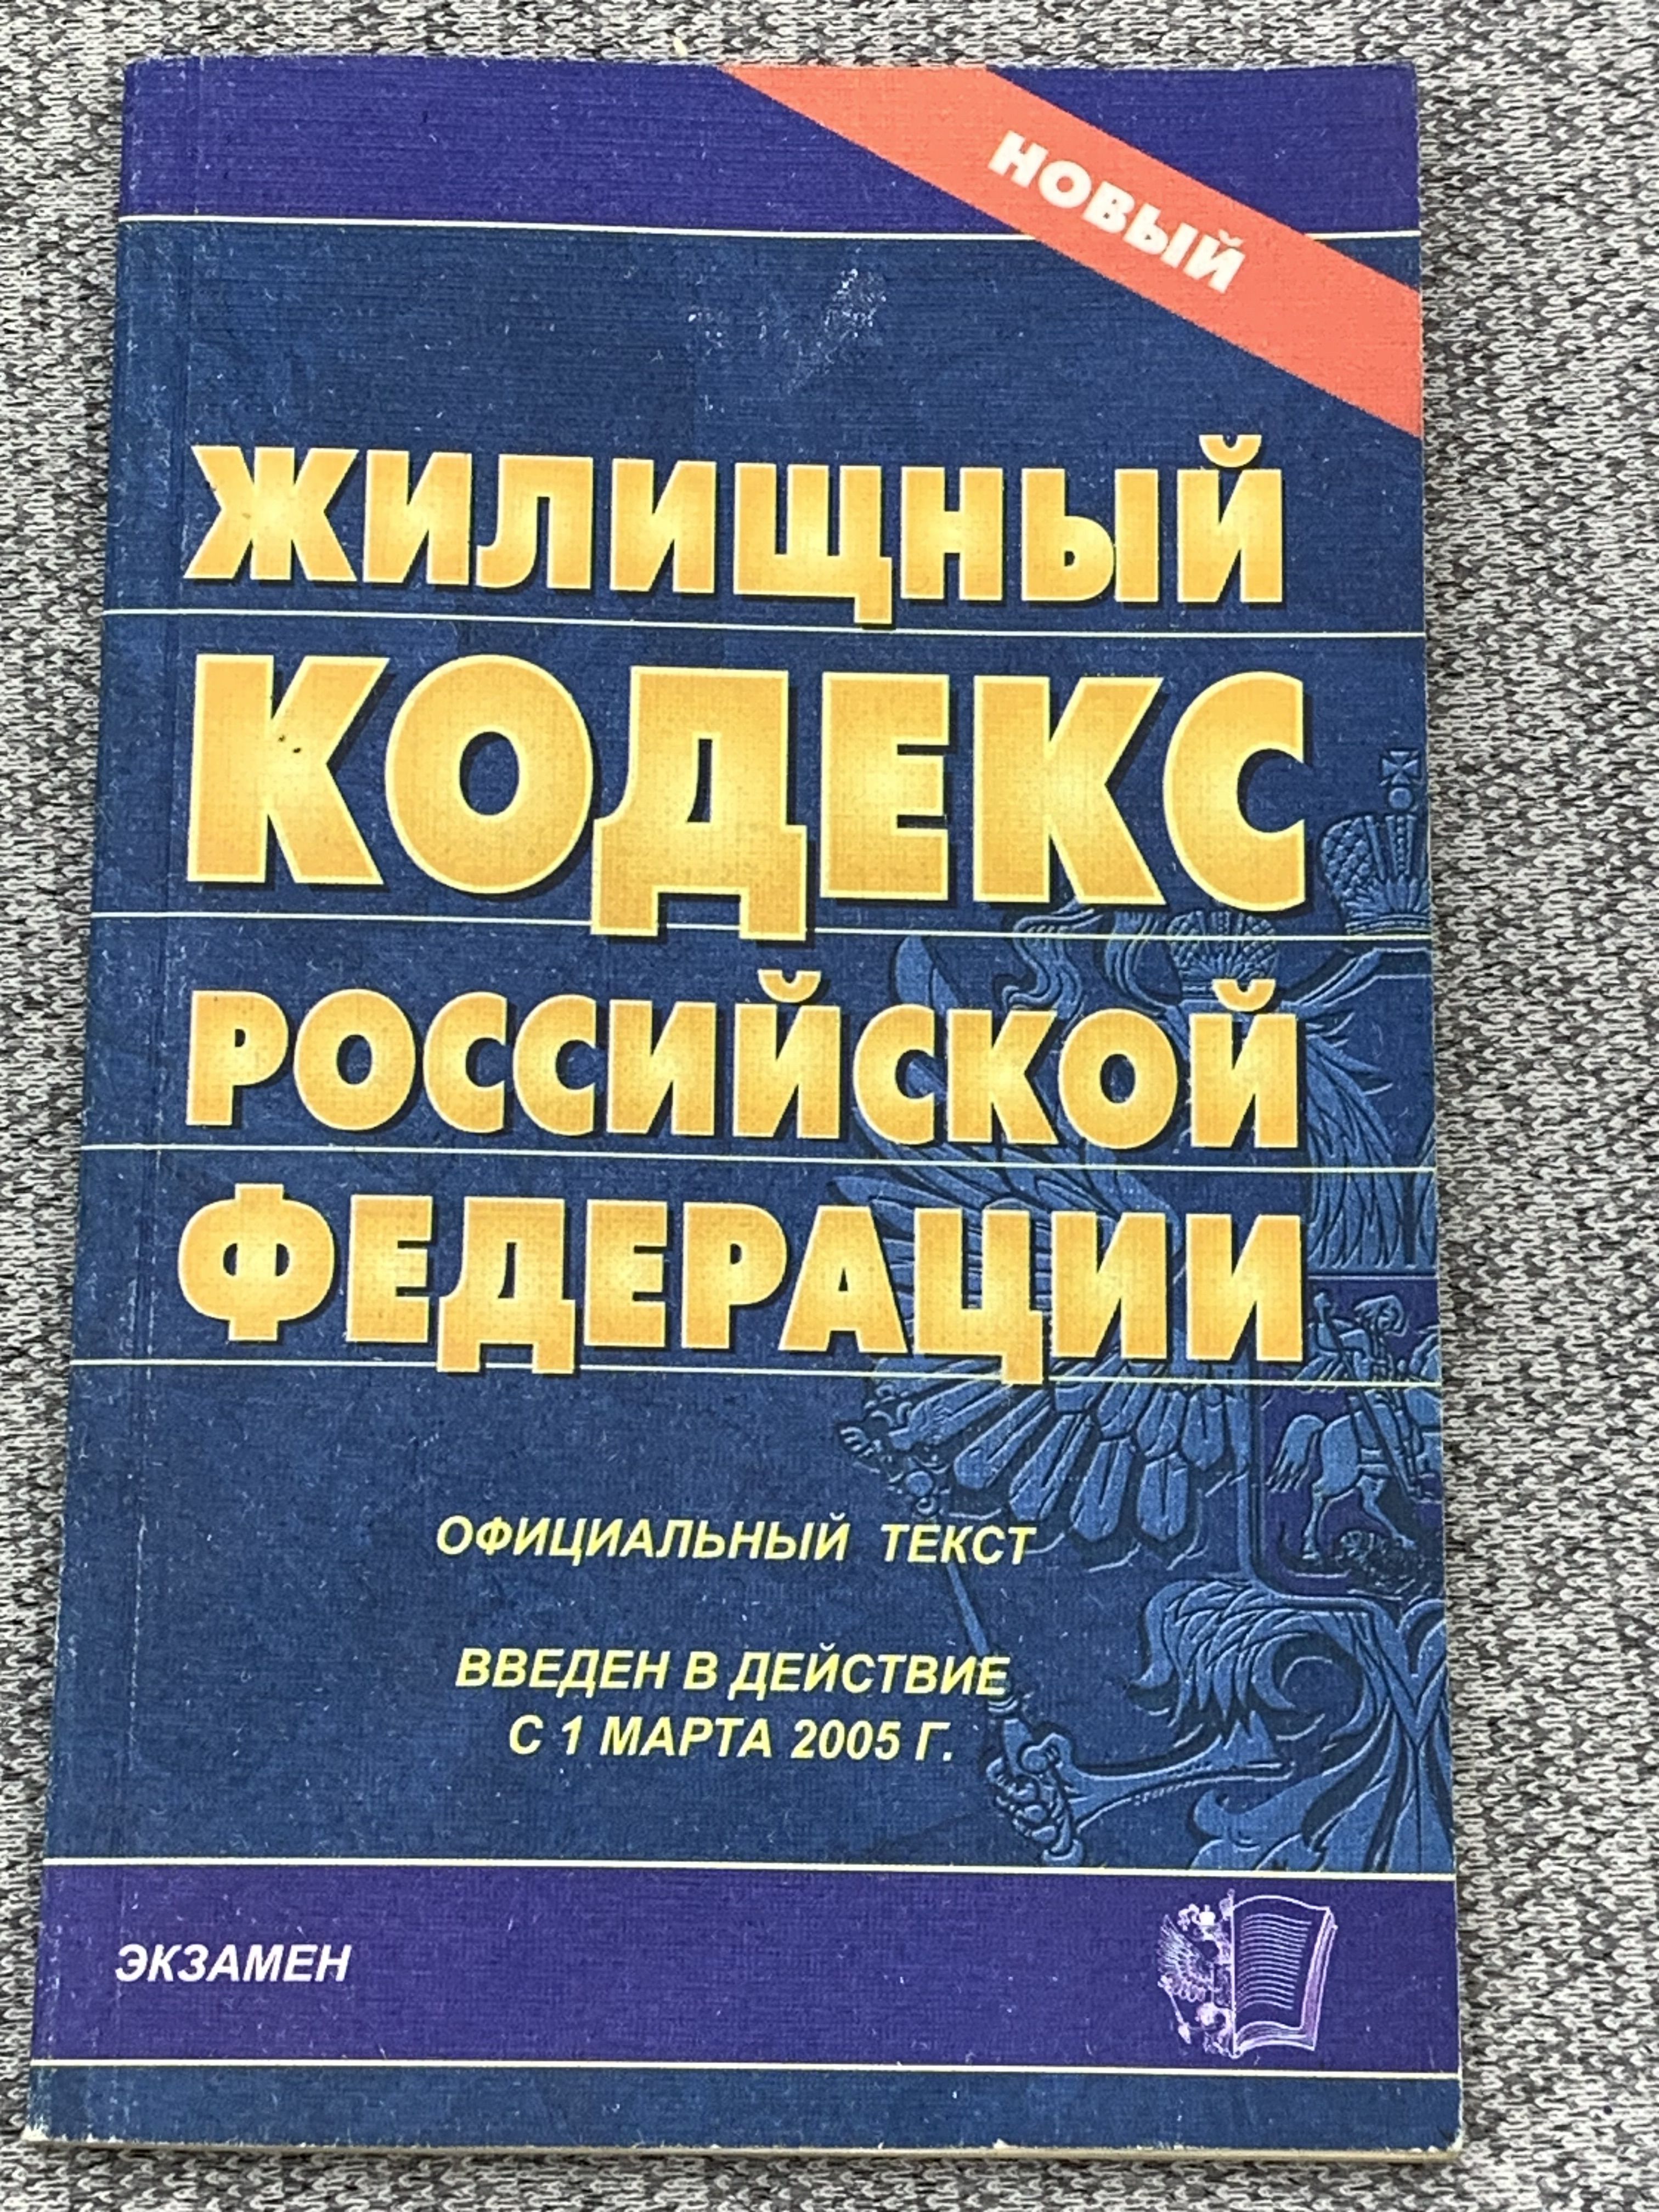 НОВЫЙ
ЖИЛИЩНЫЙ
КОДЕКС
РОССИЙСКОЙ
ФЕДЕРАЦИИ
ОФИЦИАЛЬНЫЙ ТЕКСТ
ВВЕДЕН В ДЕЙСТВИЕ
С 1 МАРТА 2005 Г.
ЭКЗАМЕН